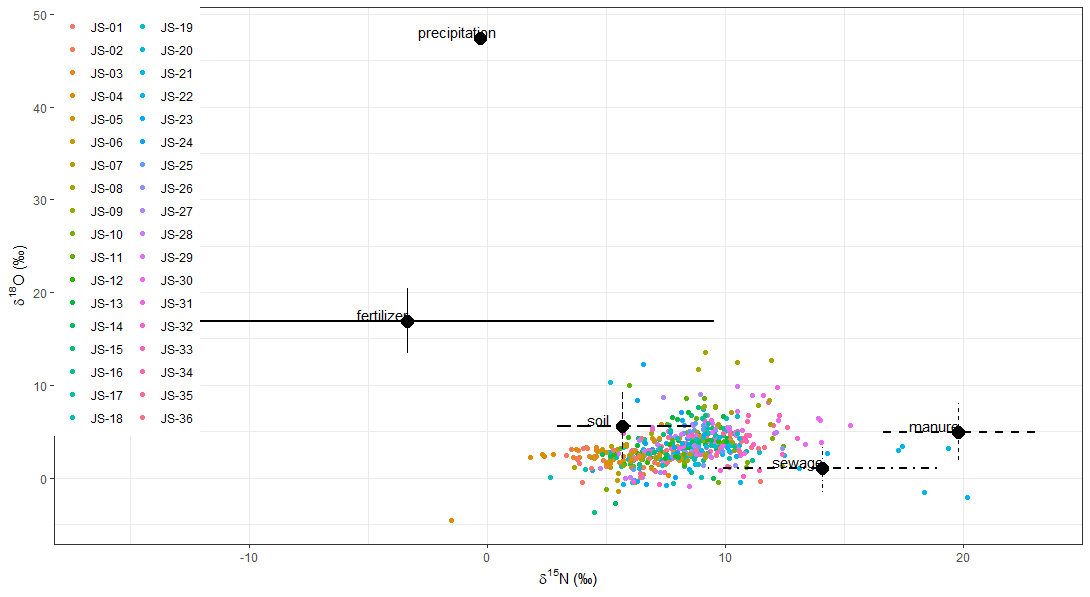 50
40
30
20
10
0
δ18O (‰)
JS-01 JS-19
JS-02 JS-20
JS-03 JS-21
JS-04 JS-22
JS-05 JS-23
JS-06 JS-24
JS-07 JS-25
JS-08 JS-26
JS-09 JS-27
JS-10 JS-28
JS-11 JS-29
JS-12 JS-30
JS-13 JS-31
JS-14 JS-32
JS-15 JS-33
JS-16 JS-34
JS-17 JS-35
JS-18 JS-36
precipitation
fertilizer
soil
manure
sewage
-10 0 10 20
δ15N (‰)